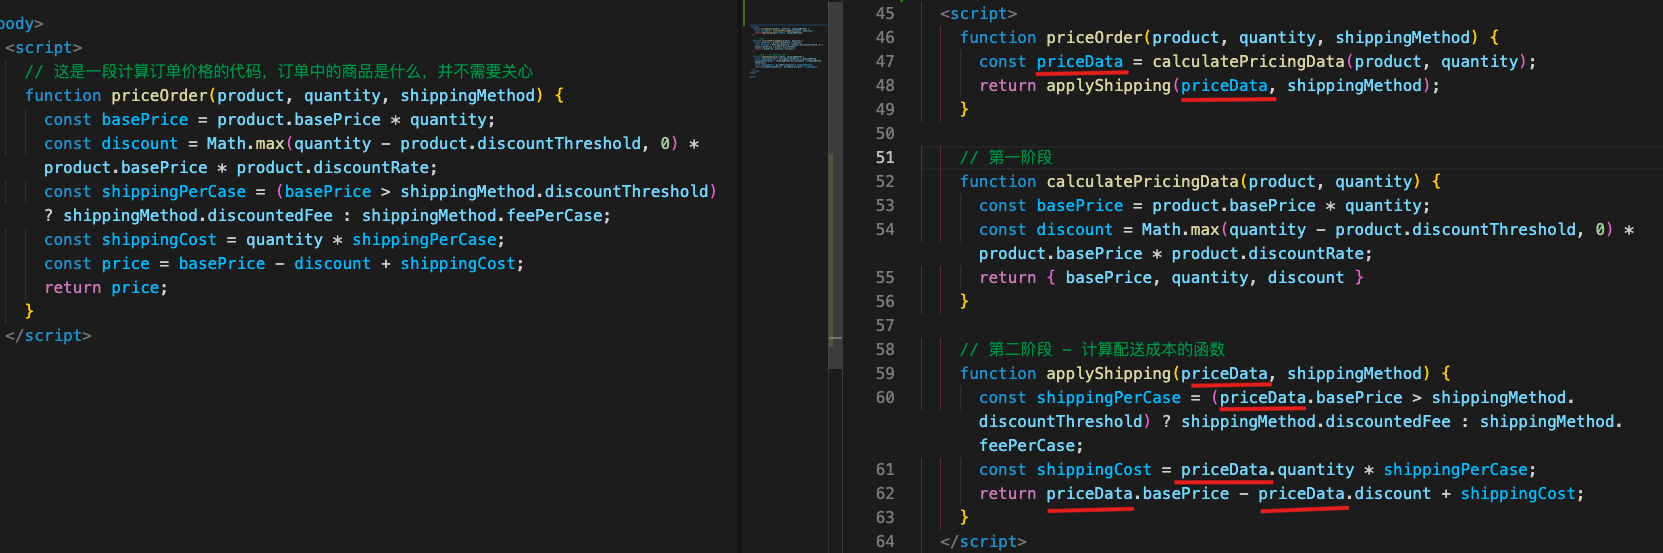 body>
<script>
// 这是一段计算订单价格的代码，订单中的商品是什么，并不需要关心
function priceOrder(product, quantity, shippingMethod) {
const basePrice = product.basePrice * quantity;
const discount = Math.max(quantity - product.discountThreshold, 0) *
product.basePrice * product.discountRate;
const shippingPerCase = (basePrice > shippingMethod.discountThreshold)
? shippingMethod.discountedFee : shippingMethod.feePerCase;
const shippingCost = quantity * shippingPerCase;
const price = basePrice - discount + shippingCost;
return price;
}
</script>
45 <script>
46 function priceOrder(product, quantity, shippingMethod) {
47 const priceData = calculatePricingData(product, quantity);
48 return applyShipping(priceData, shippingMethod);
49 }
50
51 // 第一阶段
52 function calculatePricingData(product, quantity) {
53 const basePrice = product.basePrice * quantity;
54 const discount = Math.max(quantity - product.discountThreshold, 0) *
product.basePrice * product.discountRate;
55 return { basePrice, quantity, discount }
56 }
57
58 // 第二阶段 - 计算配送成本的函数
59 function applyShipping(priceData, shippingMethod) {
60 const shippingPerCase = (priceData.basePrice > shippingMethod.
discountThreshold) ? shippingMethod.discountedFee : shippingMethod.
feePerCase;
61 const shippingCost = priceData.quantity * shippingPerCase;
62 return priceData.basePrice - priceData.discount + shippingCost;
63 }
64 </script>